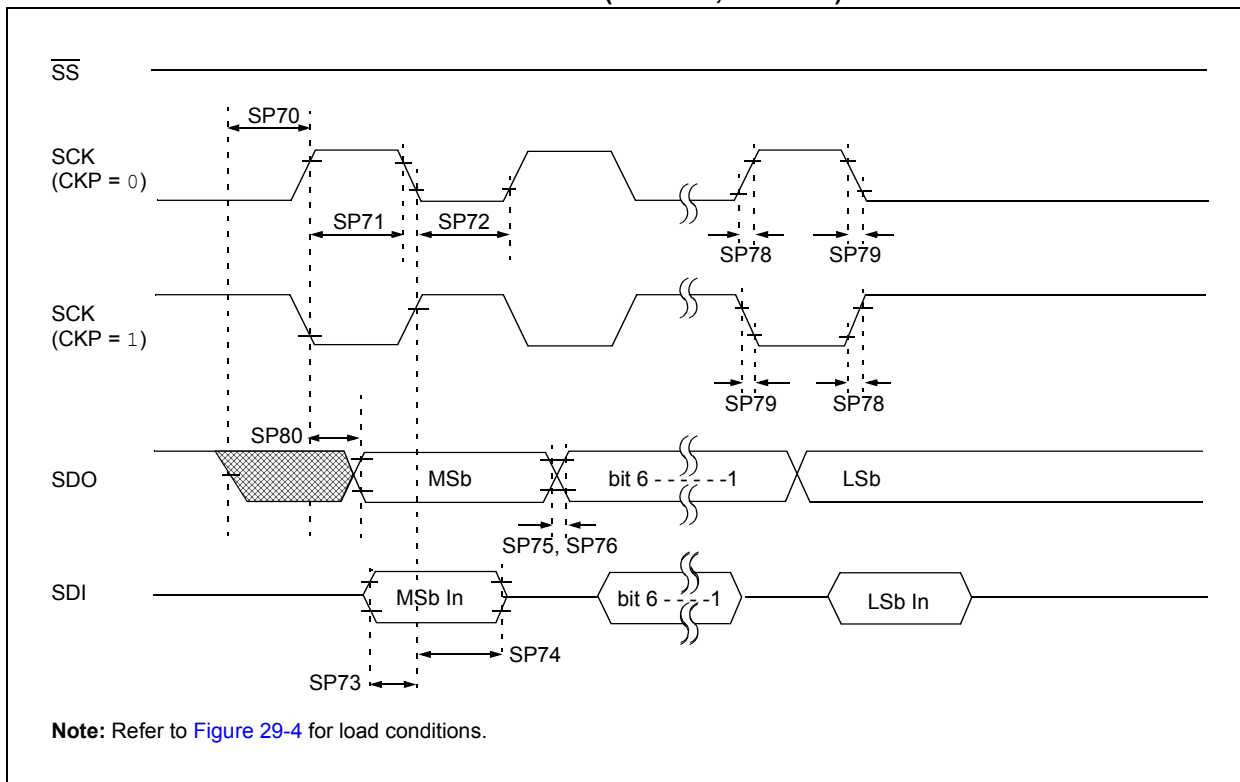 SS
SP70
SCK
(CKP = 0)
SP71
SP72
SP78
SP79
SCK
(CKP = 1)
SP79
SP78
SP80
SDO
MSb
bit 6 - - - - - -1
LSb
SP75, SP76
SDI
MSb In
bit 6 - - - - -1
LSb In
SP74
SP73
Note: Refer to Figure 29-4 for load conditions.